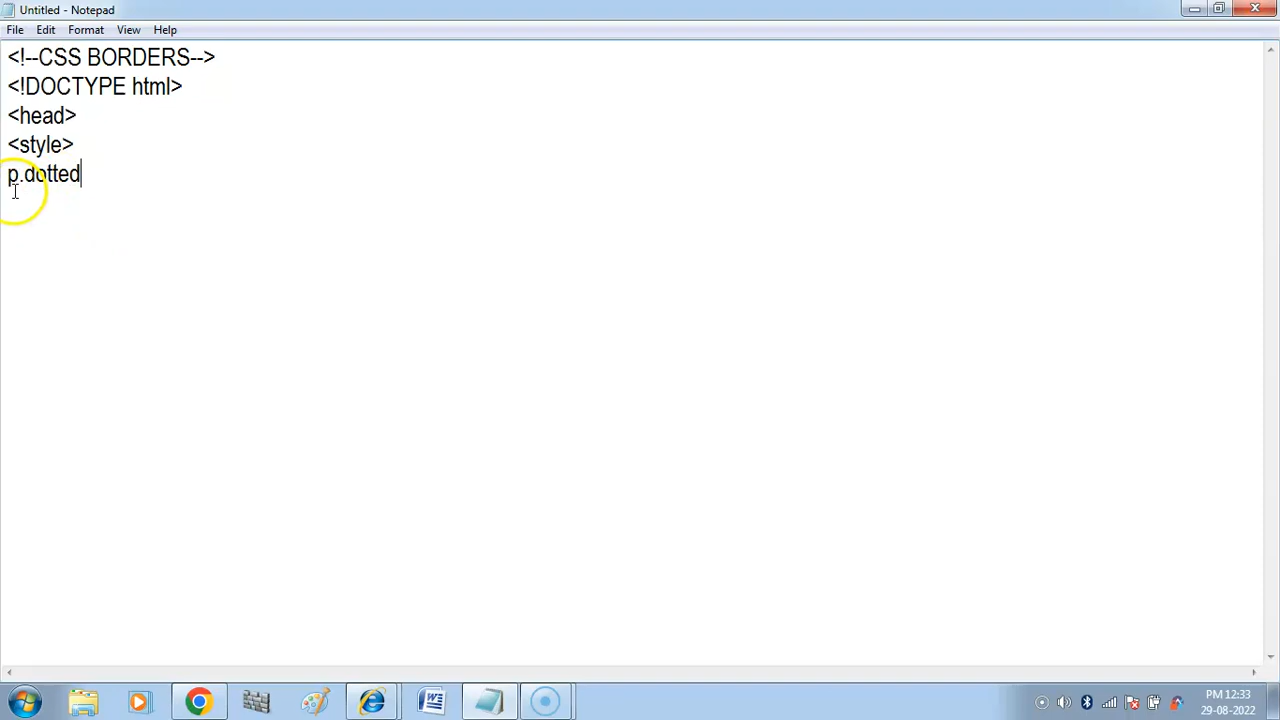 Untitled - Notepad
File Edit Format View Help
<!--CSS BORDERS-->
<!DOCTYPE html>
<head>
<style>
p.dotted
PM 12:33
29-08-2022